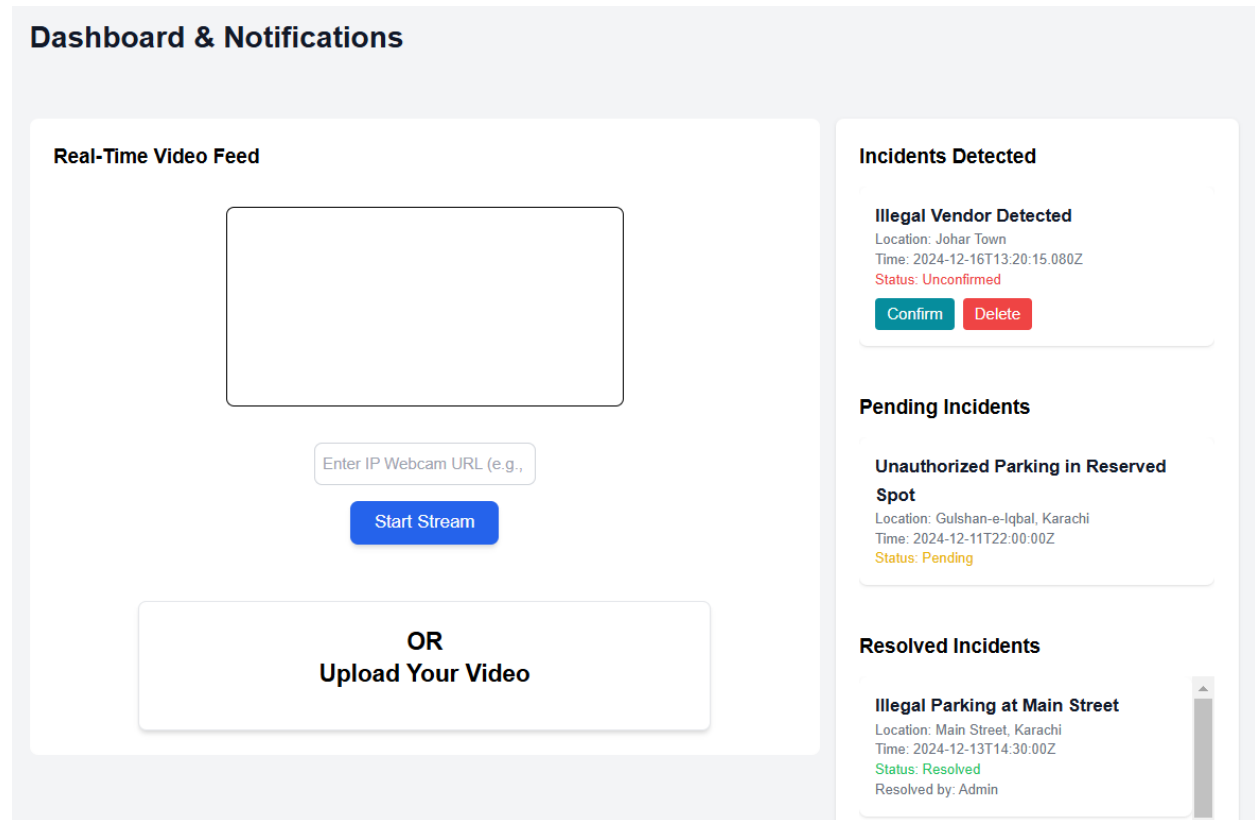 Dashboard & Notifications
Real-Time Video Feed
Enter IP Webcam URL (e.g.,
Start Stream
OR
Upload Your Video
Incidents Detected
Illegal Vendor Detected
Location: Johar Town
Time: 2024-12-16T13:20:15.080Z
Status: Unconfirmed
Confirm Delete
Pending Incidents
Unauthorized Parking in Reserved
Spot
Location: Gulshan-e-Iqbal, Karachi
Time: 2024-12-11T22:00:00Z
Status: Pending
Resolved Incidents
Illegal Parking at Main Street
Location: Main Street, Karachi
Time: 2024-12-13T14:30:00Z
Status: Resolved
Resolved by: Admin